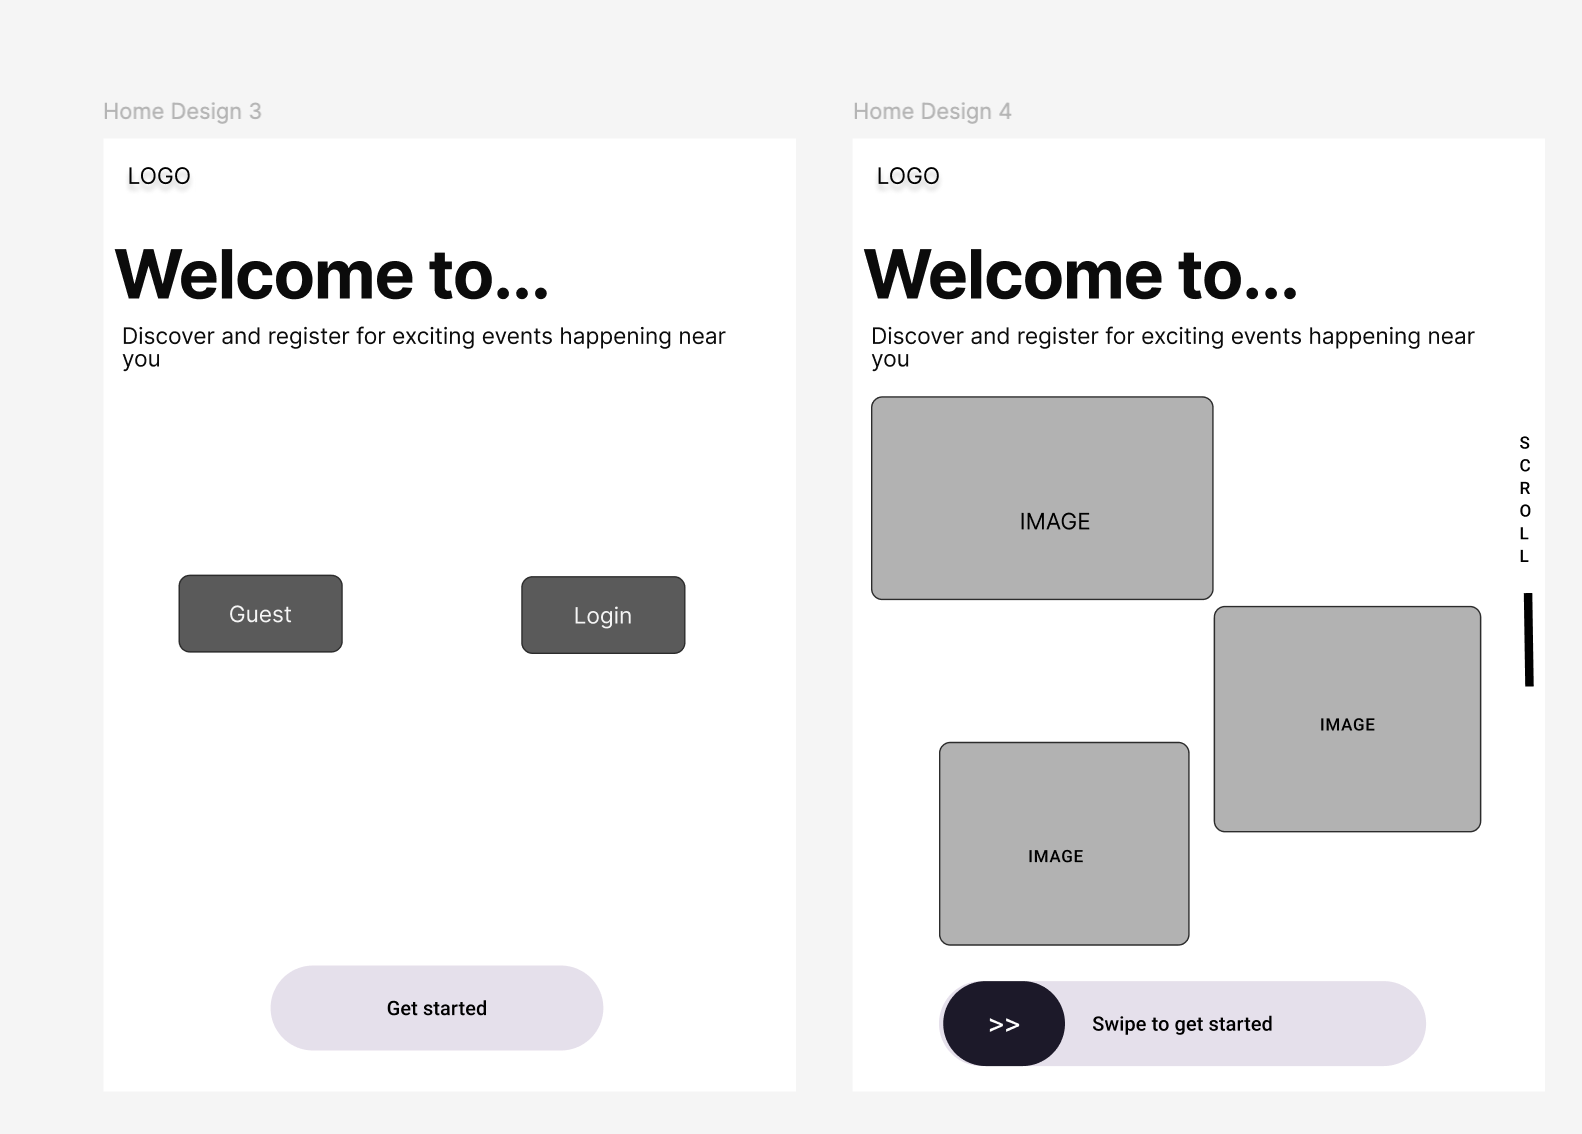 Home Design 3
LOGO
Welcome to...
Discover and register for exciting events happening near
you
Guest
Login
Get started
Home Design 4
LOGO
Welcome to...
Discover and register for exciting events happening near
you
IMAGE
S
C
R
O
L
L
IMAGE
IMAGE
>>
Swipe to get started